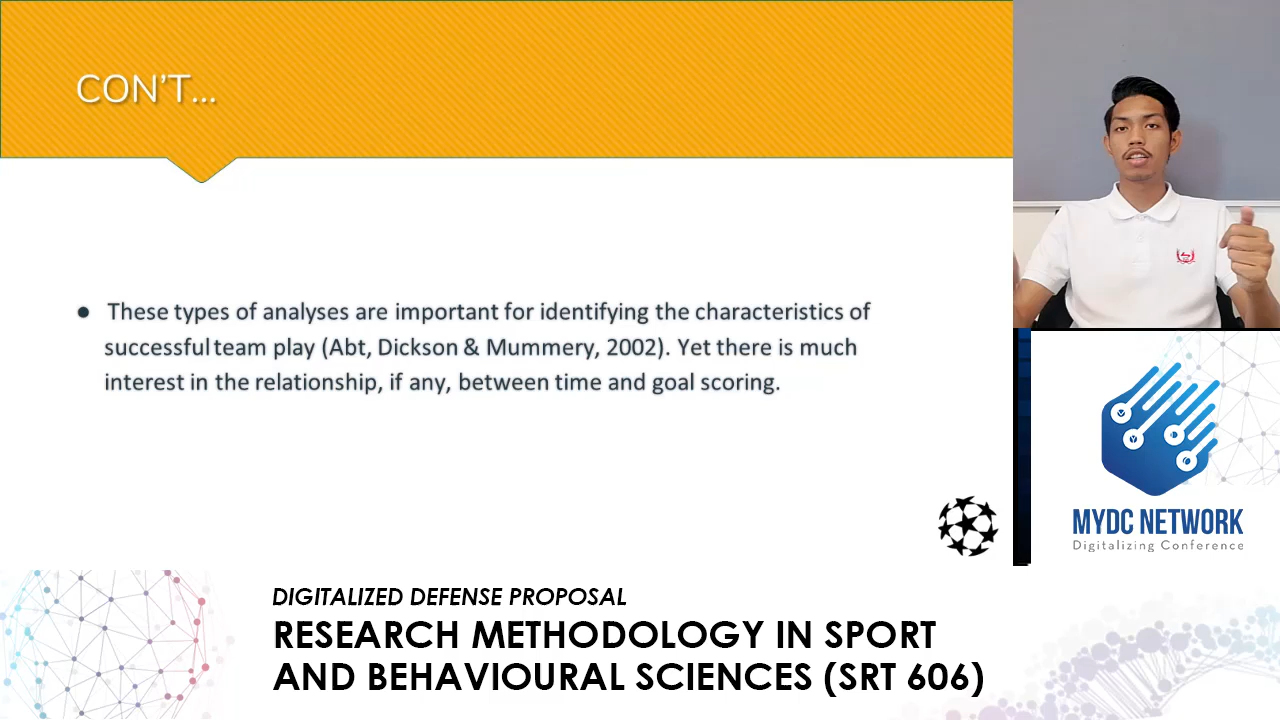 CON'T...
● These types of analyses are important for identifying the characteristics of
successful team play (Abt, Dickson & Mummery, 2002). Yet there is much
interest in the relationship, if any, between time and goal scoring.
MYDC NETWORK
Digitalizing Conference
DIGITALIZED DEFENSE PROPOSAL
RESEARCH METHODOLOGY IN SPORT
AND BEHAVIOURAL SCIENCES (SRT 606)